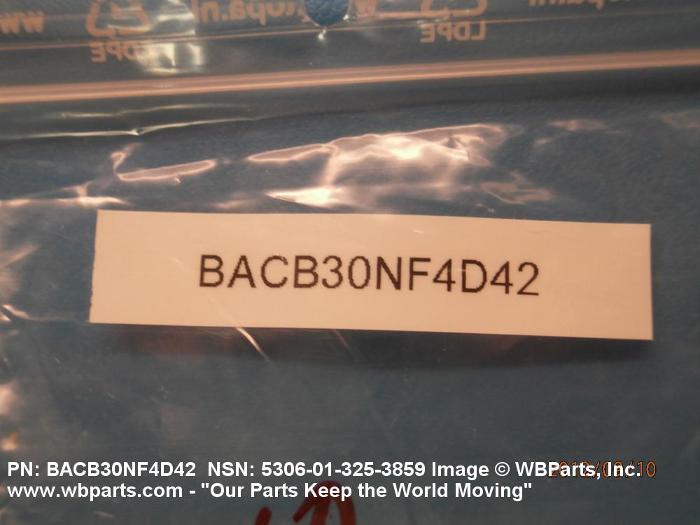 LDPE
LDPE
BACB30NF4D42
PN: BACB30NF4D42 NSN: 5306-01-325-3859 Image © WBParts, Inc.
www.wbparts.com - "Our Parts Keep the World Moving"